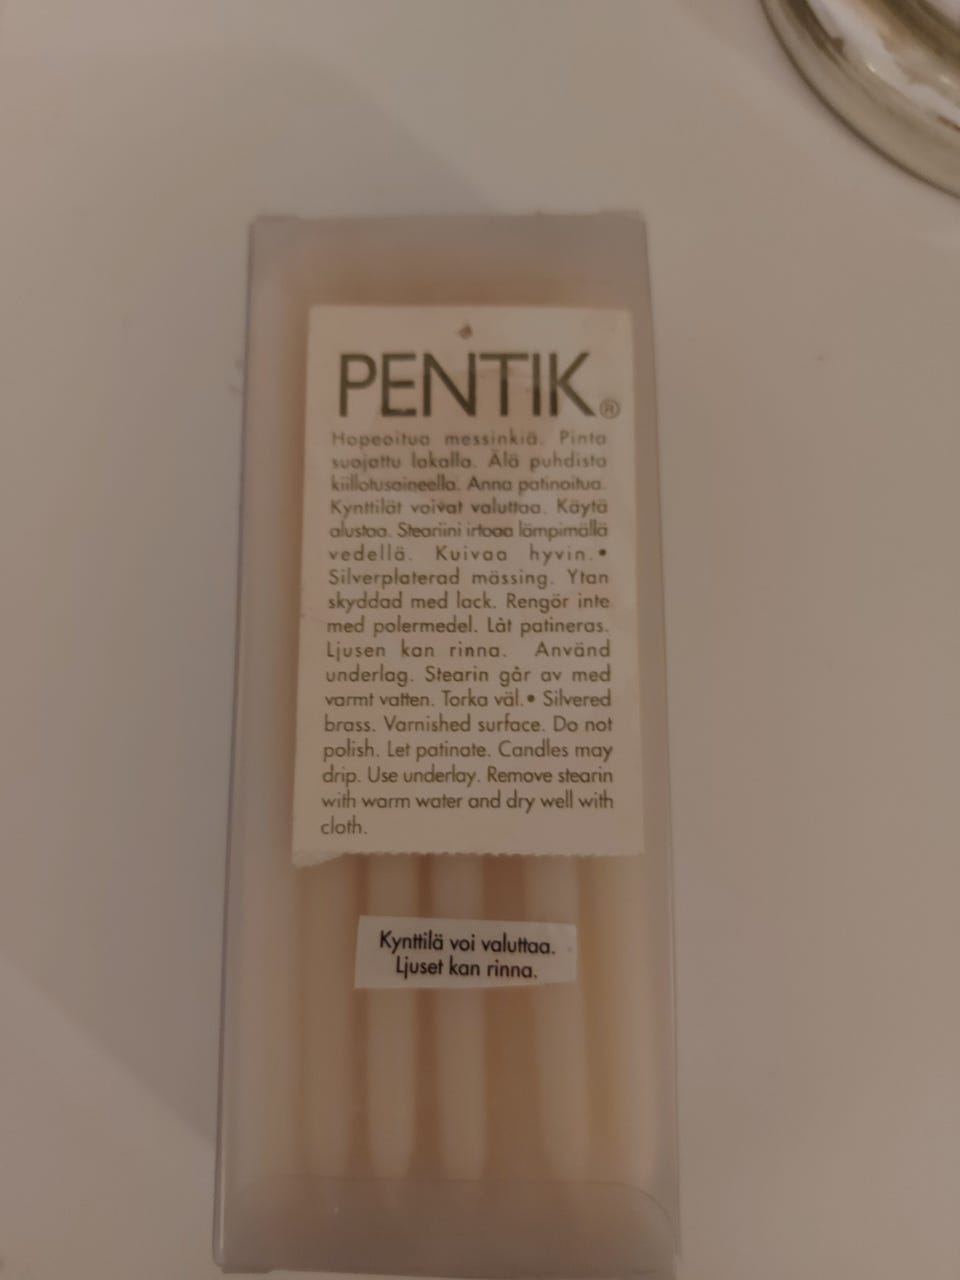 PENTIK®
Hopeoitua messinkiä. Pinta
suojattu lakalla. Älä puhdista
kiillotusaineella. Anna patinoitua.
Kynttilät voivat valuttaa. Käytä
alustaa. Steariini irtoaa lämpimällä
vedellä. Kuivaa hyvin.•
Silverplaterad mässing. Ytan
skyddad med lack. Rengör inte
med polermedel. Låt patineras.
Ljusen kan rinna. Använd
underlag. Stearin går av med
varmt vatten. Torka väl.• Silvered
brass. Varnished surface. Do not
polish. Let patinate. Candles may
drip. Use underlay. Remove stearin
with warm water and dry well with
cloth.
Kynttilä voi valuttaa.
Ljuset kan rinna.